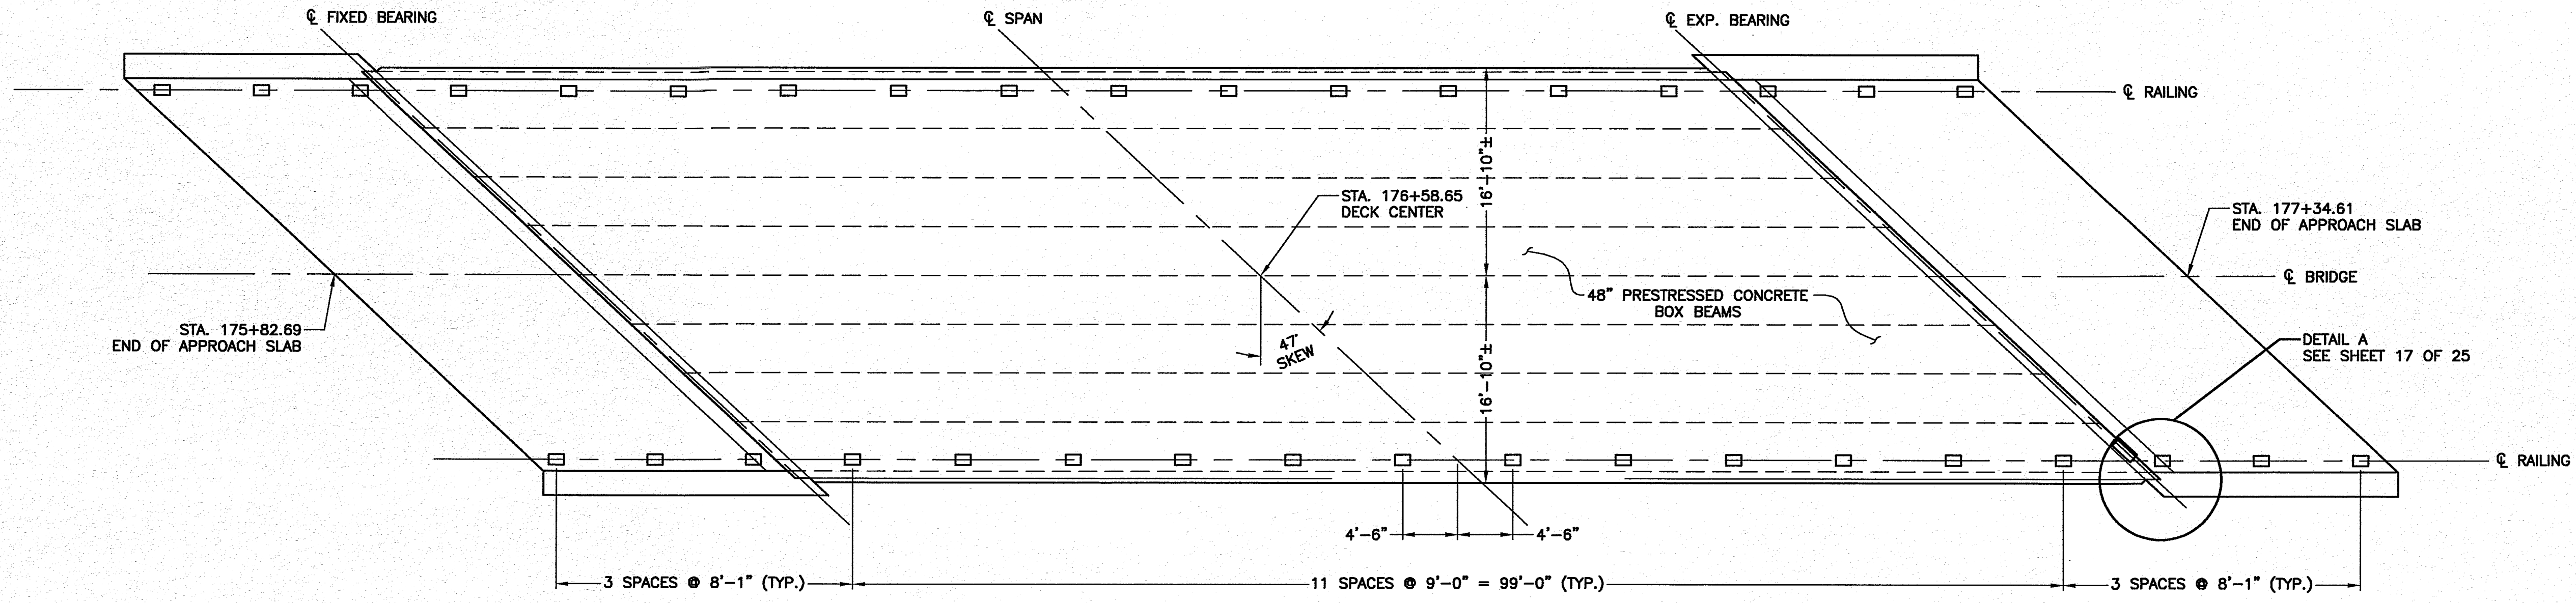 ℄ FIXED BEARING
℄ SPAN
℄ EXP. BEARING
℄ RAILING
16'-10"±
STA. 176+58.65
DECK CENTER
STA. 177+34.61
END OF APPROACH SLAB
℄ BRIDGE
48" PRESTRESSED CONCRETE
BOX BEAMS
STA. 175+82.69
END OF APPROACH SLAB
47°
SKEW
DETAIL A
SEE SHEET 17 OF 25
16'-10"±
℄ RAILING
4'-6"
4'-6"
3 SPACES @ 8'-1" (TYP.)
11 SPACES @ 9'-0" = 99'-0" (TYP.)
3 SPACES @ 8'-1" (TYP.)